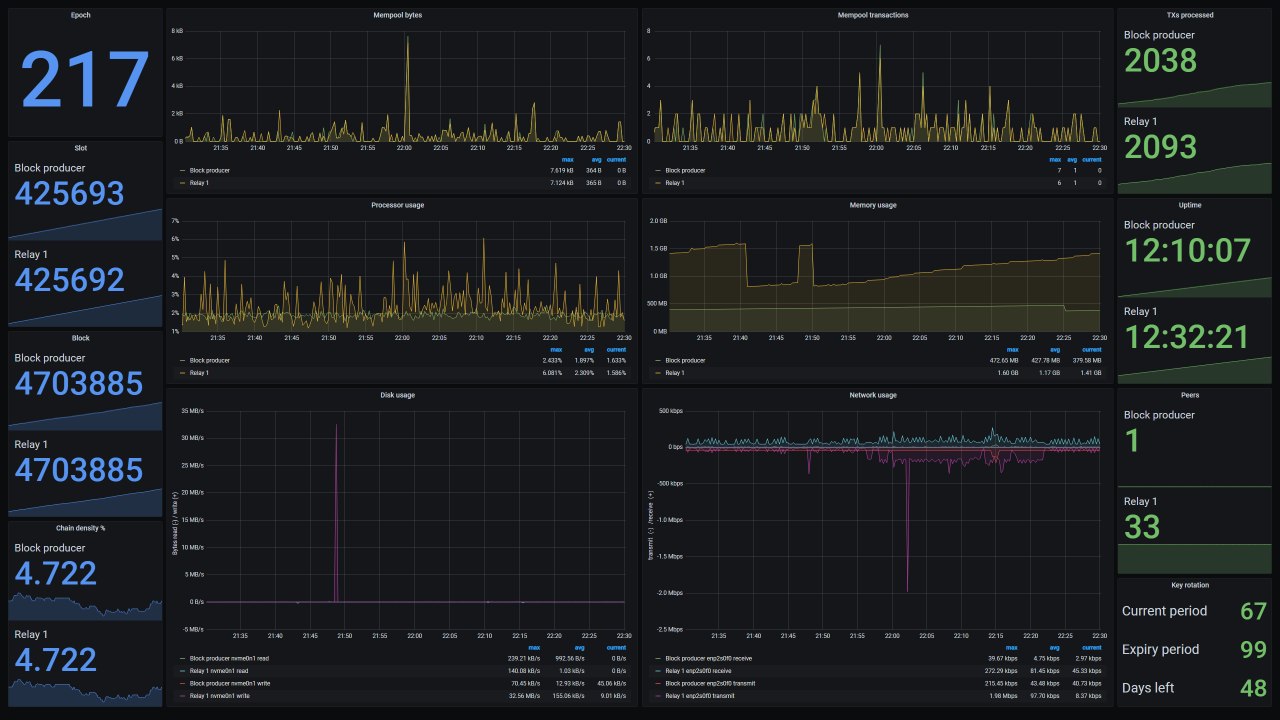 Epoch
217
Slot
Block producer
425693
Relay 1
425692
Block
Block producer
4703885
Relay 1
4703885
Chain density %
Block producer
4.722
Relay 1
4.722
Mempool bytes
8 kB
6 kB
4 kB
2 kB
0 B
21:35 21:40 21:45 21:50 21:55 22:00 22:05 22:10 22:15 22:20 22:25 22:30
max avg current
Block producer 7.619 kB 364 B 0 B
Relay 1 7.124 kB 365 B 0 B
Mempool transactions
8
6
4
2
0
21:35 21:40 21:45 21:50 21:55 22:00 22:05 22:10 22:15 22:20 22:25 22:30
max avg current
Block producer 7 1 0
Relay 1 6 1 0
Processor usage
7%
6%
5%
4%
3%
2%
1%
21:35 21:40 21:45 21:50 21:55 22:00 22:05 22:10 22:15 22:20 22:25 22:30
max avg current
Block producer 2.433% 1.897% 1.633%
Relay 1 6.081% 2.309% 1.586%
Memory usage
2.0 GB
1.5 GB
1.0 GB
500 MB
0 MB
21:35 21:40 21:45 21:50 21:55 22:00 22:05 22:10 22:15 22:20 22:25 22:30
max avg current
Block producer 472.65 MB 427.78 MB 379.58 MB
Relay 1 1.60 GB 1.17 GB 1.41 GB
Disk usage
Bytes read (-) / write (+)
35 MB/s
30 MB/s
25 MB/s
20 MB/s
15 MB/s
10 MB/s
5 MB/s
0 B/s
-5 MB/s
21:35 21:40 21:45 21:50 21:55 22:00 22:05 22:10 22:15 22:20 22:25 22:30
max avg current
Block producer nvme0n1 read 239.21 kB/s 992.56 B/s 0 B/s
Relay 1 nvme0n1 read 140.08 kB/s 1.03 kB/s 0 B/s
Block producer nvme0n1 write 70.45 kB/s 12.93 kB/s 45.06 kB/s
Relay 1 nvme0n1 write 32.56 MB/s 155.06 kB/s 9.01 kB/s
Network usage
transmit (-) /receive (+)
500 kbps
0 bps
-500 kbps
-1.0 Mbps
-1.5 Mbps
-2.0 Mbps
-2.5 Mbps
21:35 21:40 21:45 21:50 21:55 22:00 22:05 22:10 22:15 22:20 22:25 22:30
max avg current
Block producer enp2s0f0 receive 39.67 kbps 4.75 kbps 2.97 kbps
Relay 1 enp2s0f0 receive 272.29 kbps 81.45 kbps 45.33 kbps
Block producer enp2s0f0 transmit 215.45 kbps 43.48 kbps 40.73 kbps
Relay 1 enp2s0f0 transmit 1.98 Mbps 97.70 kbps 8.37 kbps
TXs processed
Block producer
2038
Relay 1
2093
Uptime
Block producer
12:10:07
Relay 1
12:32:21
Peers
Block producer
1
Relay 1
33
Key rotation
Current period 67
Expiry period 99
Days left 48